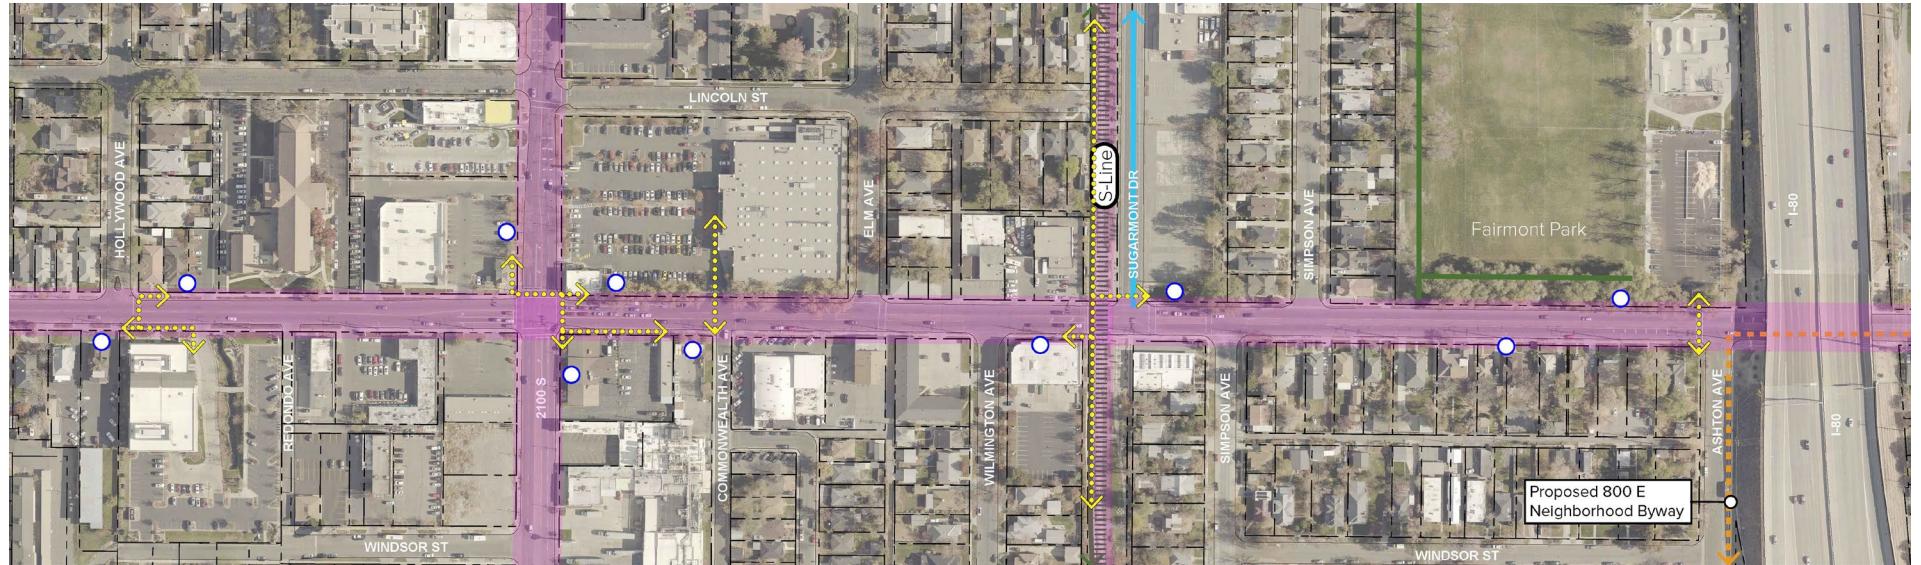 LINCOLN ST
HOLLYWOOD AVE
ELM AVE
S-Line
SUGARMONT DR
SIMPSON AVE
Fairmont Park
I-80
REDONDO AVE
2100 S
COMMONWEALTH AVE
WILMINGTON AVE
SIMPSON AVE
ASHTON AVE
I-80
Proposed 800 E
Neighborhood Byway
WINDSOR ST
WINDSOR ST